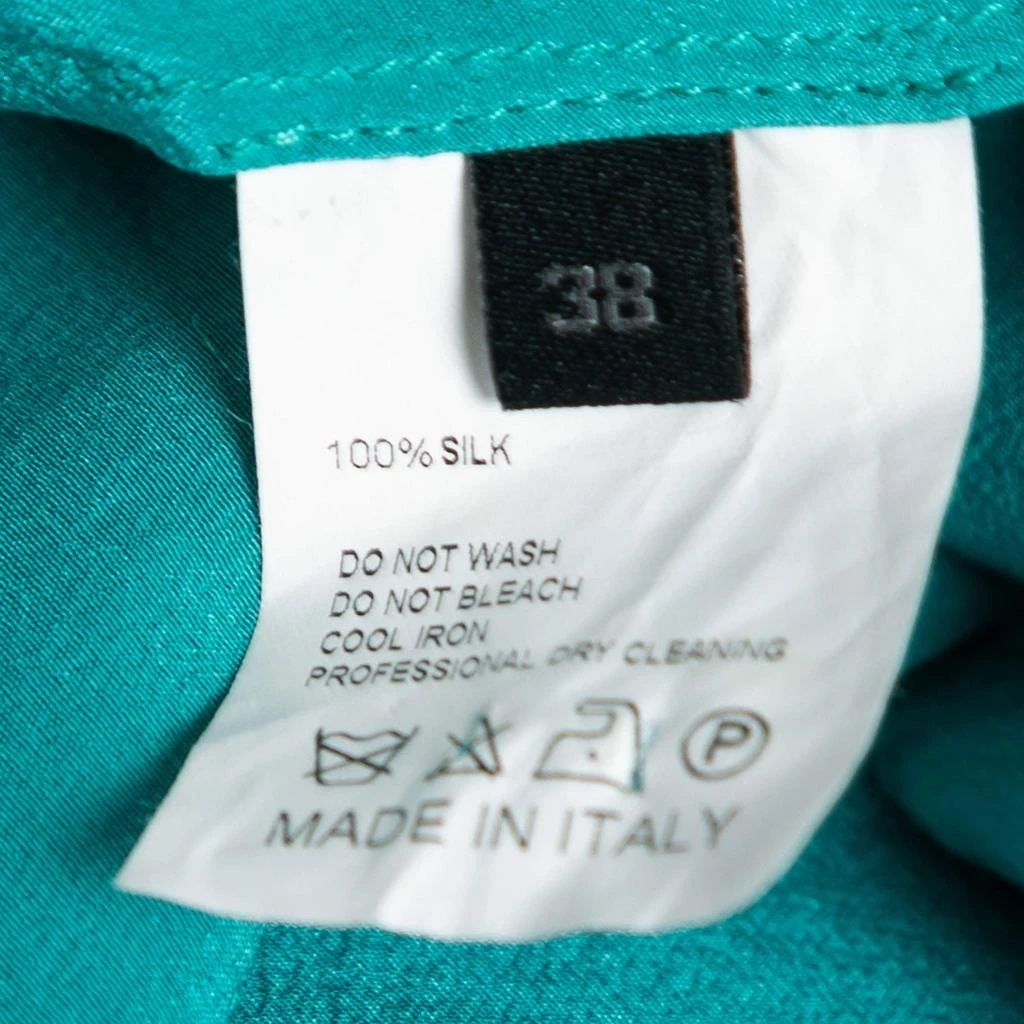 38
100% SILK
DO NOT WASH
DO NOT BLEACH
COOL IRON
PROFESSIONAL DRY CLEANING
P
MADE IN ITALY